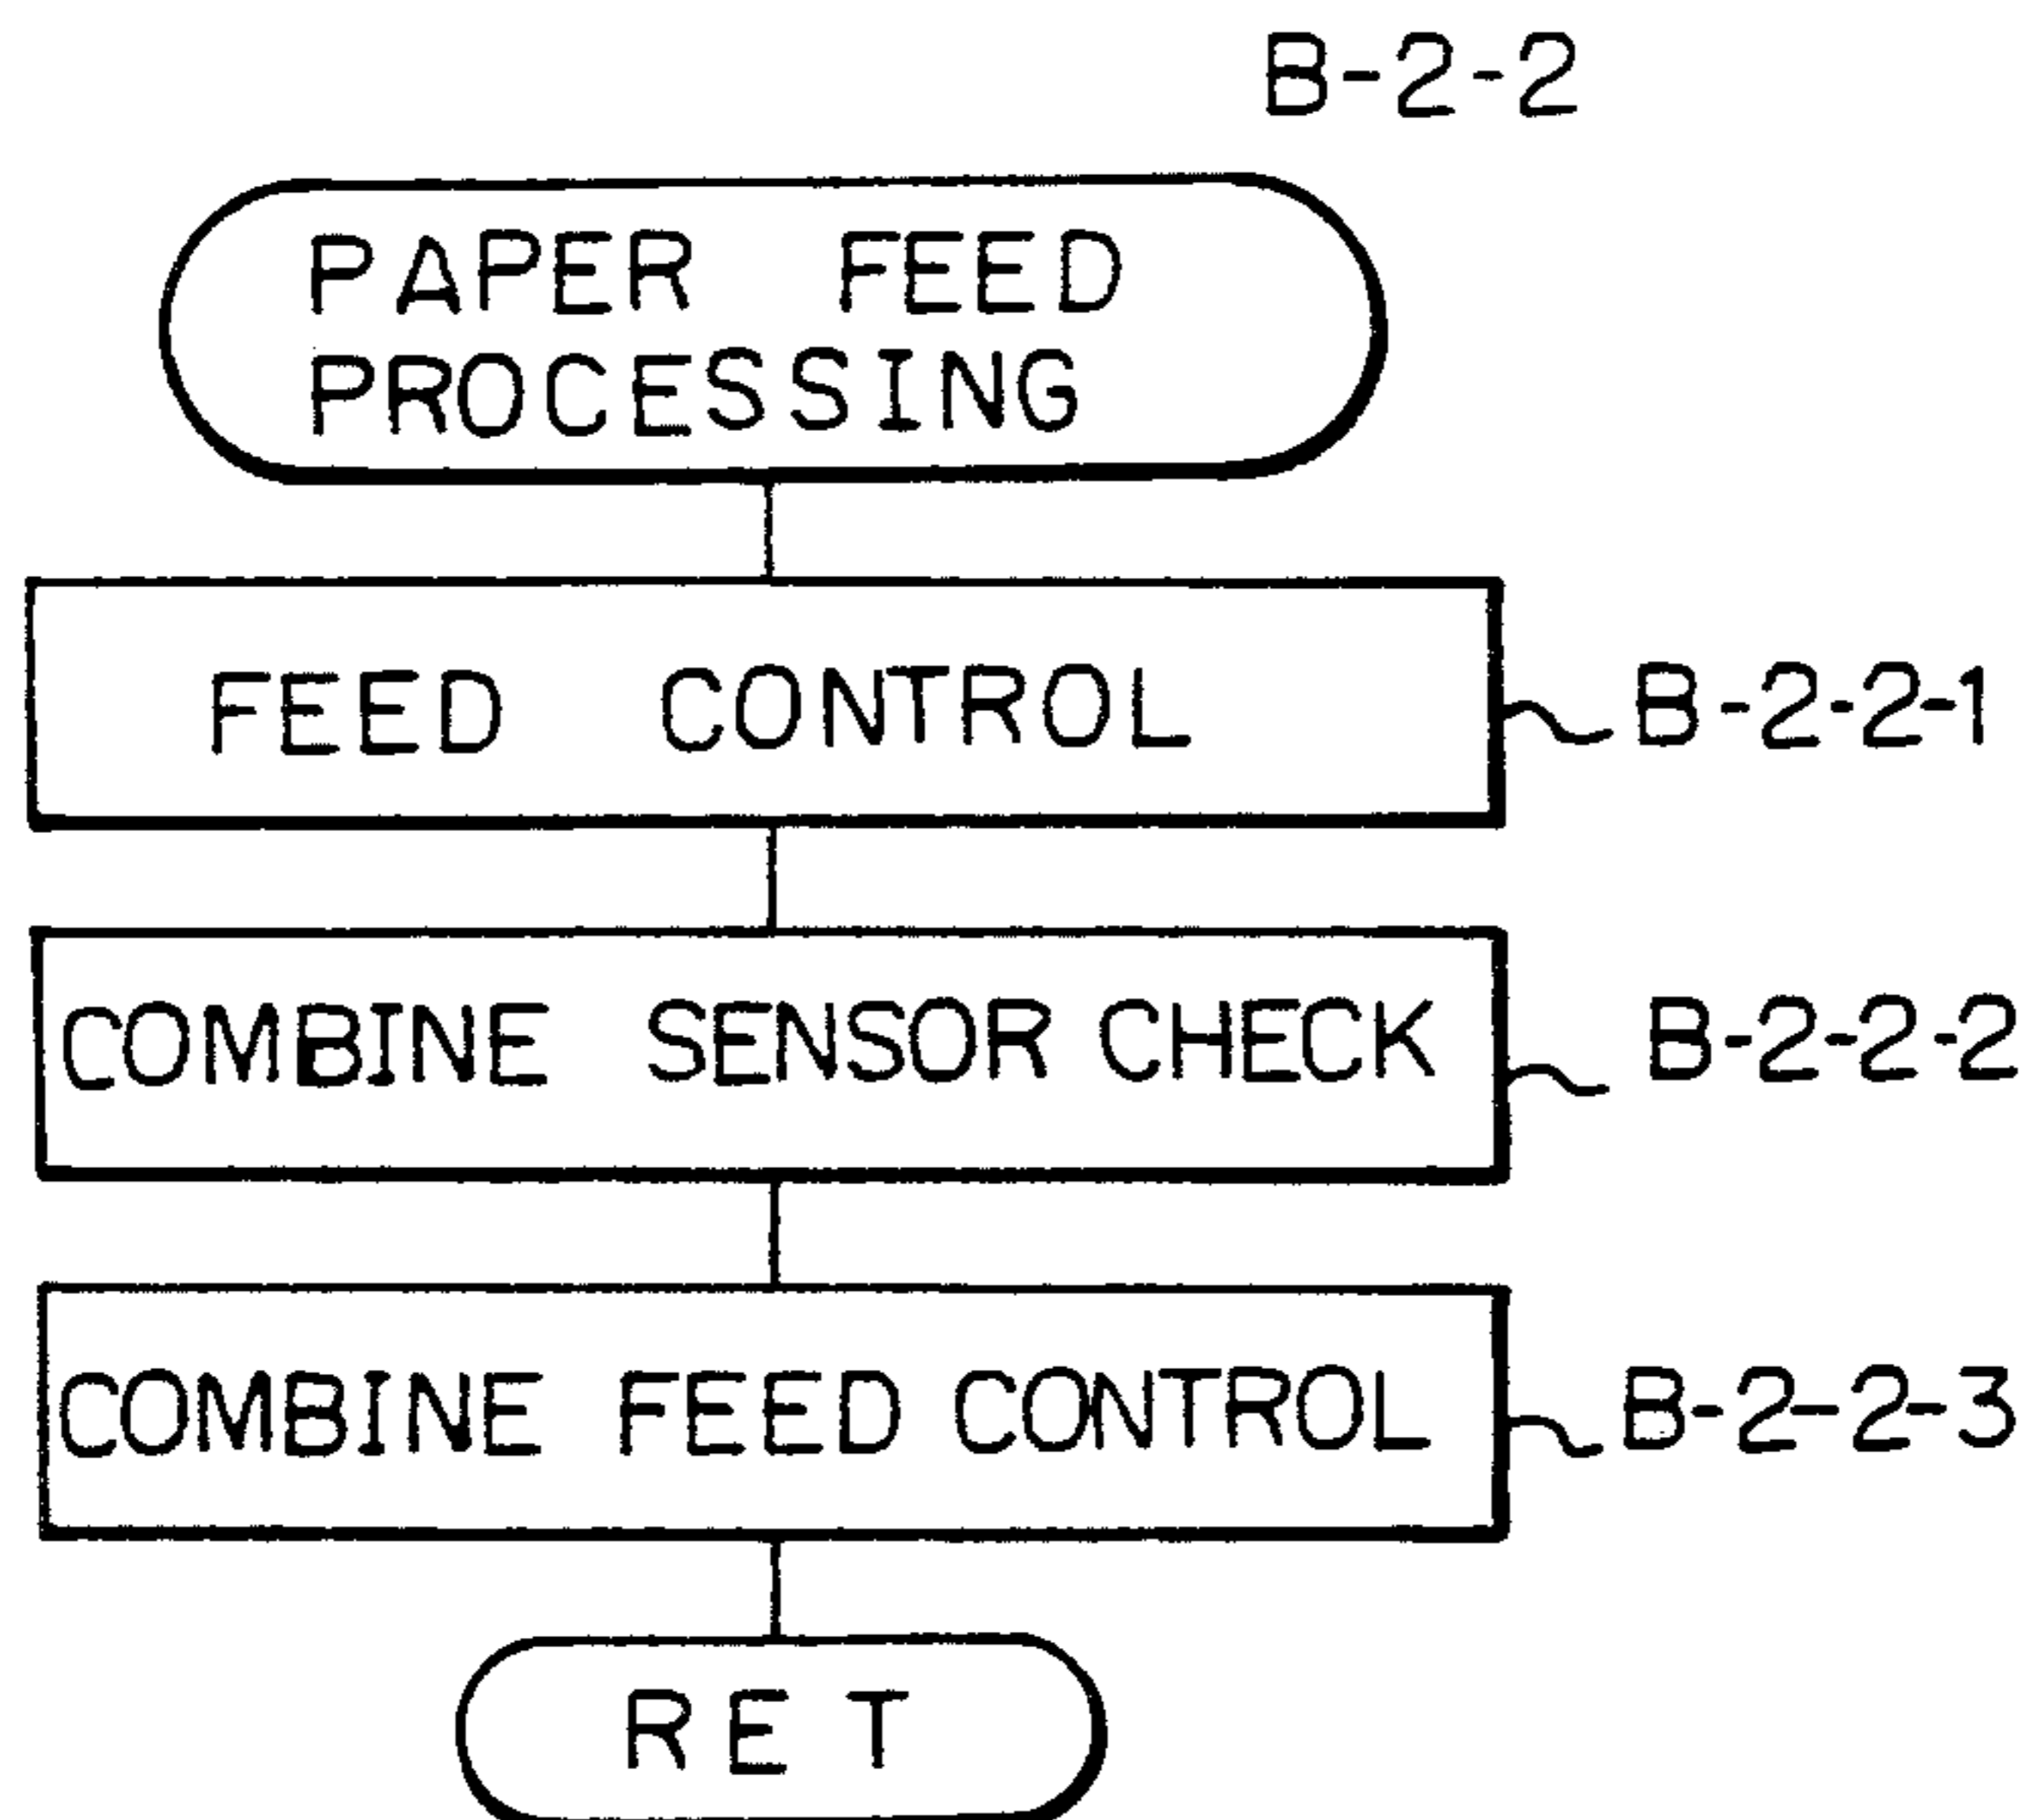 B-2-2
PAPER FEED
PROCESSING
FEED CONTROL
B-2-2-1
COMBINE SENSOR CHECK
B-2-2-2
COMBINE FEED CONTROL
B-2-2-3
RET